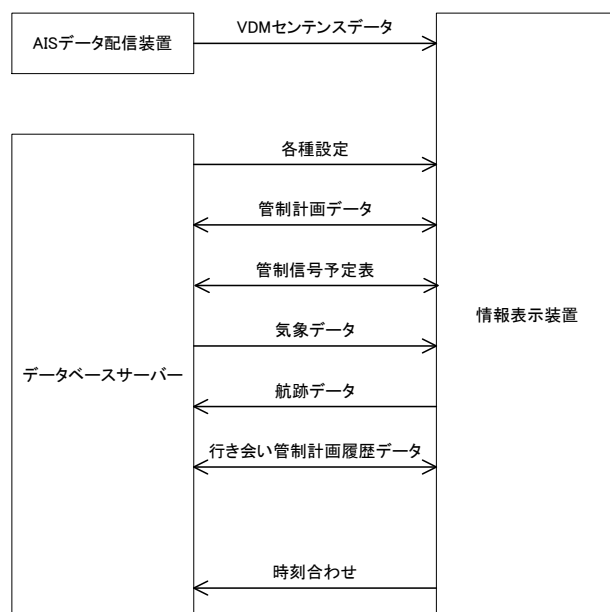 VDMセンテンスデータ
AISデータ配信装置
各種設定
管制計画データ
管制信号予定表
情報表示装置
気象データ
データベースサーバー
航跡データ
行き会い管制計画履歴データ
時刻合わせ